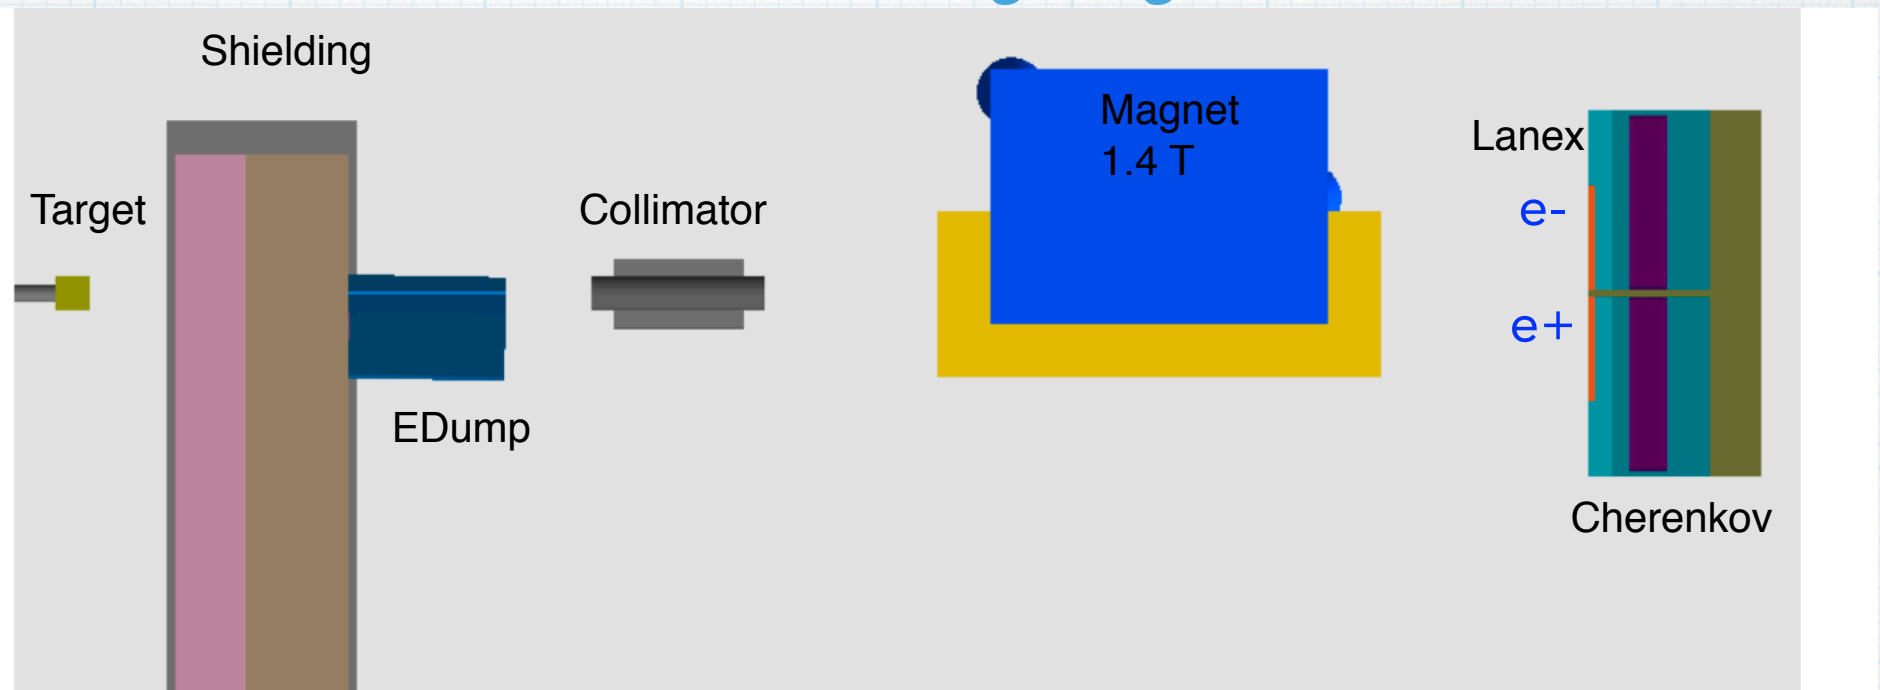 Shielding
Magnet
1.4 T
Lanex
Target
Collimator
e-
e+
EDump
Cherenkov